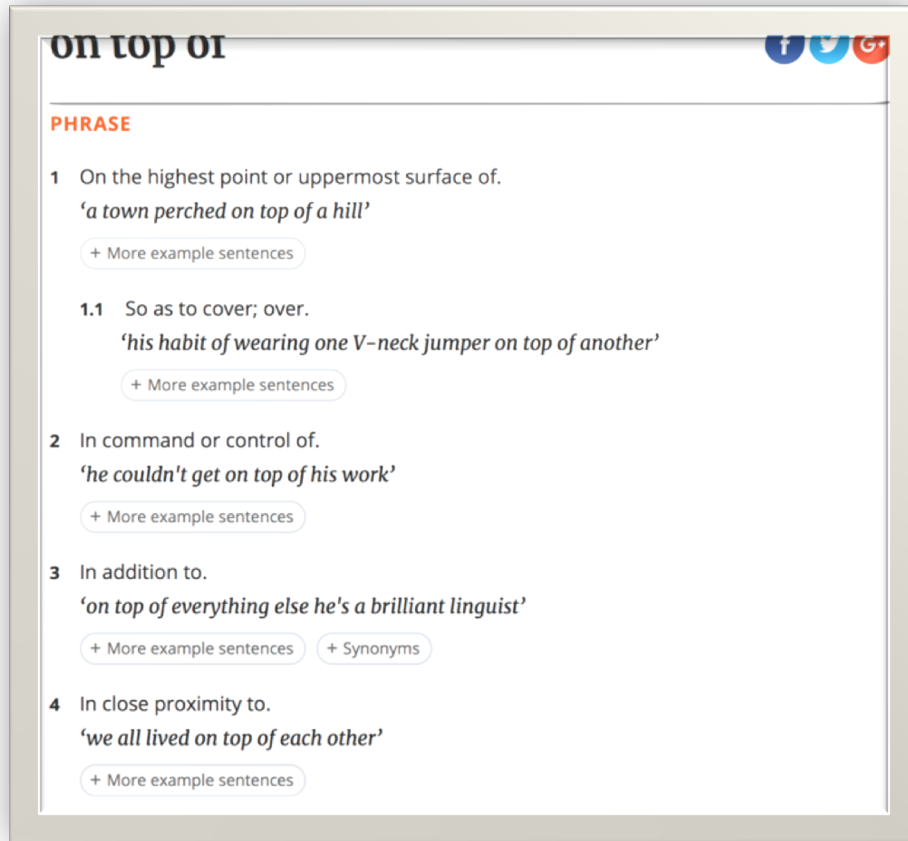 on top of
f G+
PHRASE
1 On the highest point or uppermost surface of.
‘a town perched on top of a hill’
+ More example sentences
1.1 So as to cover; over.
‘his habit of wearing one V-neck jumper on top of another’
+ More example sentences
2 In command or control of.
‘he couldn't get on top of his work’
+ More example sentences
3 In addition to.
‘on top of everything else he's a brilliant linguist’
+ More example sentences + Synonyms
4 In close proximity to.
‘we all lived on top of each other’
+ More example sentences